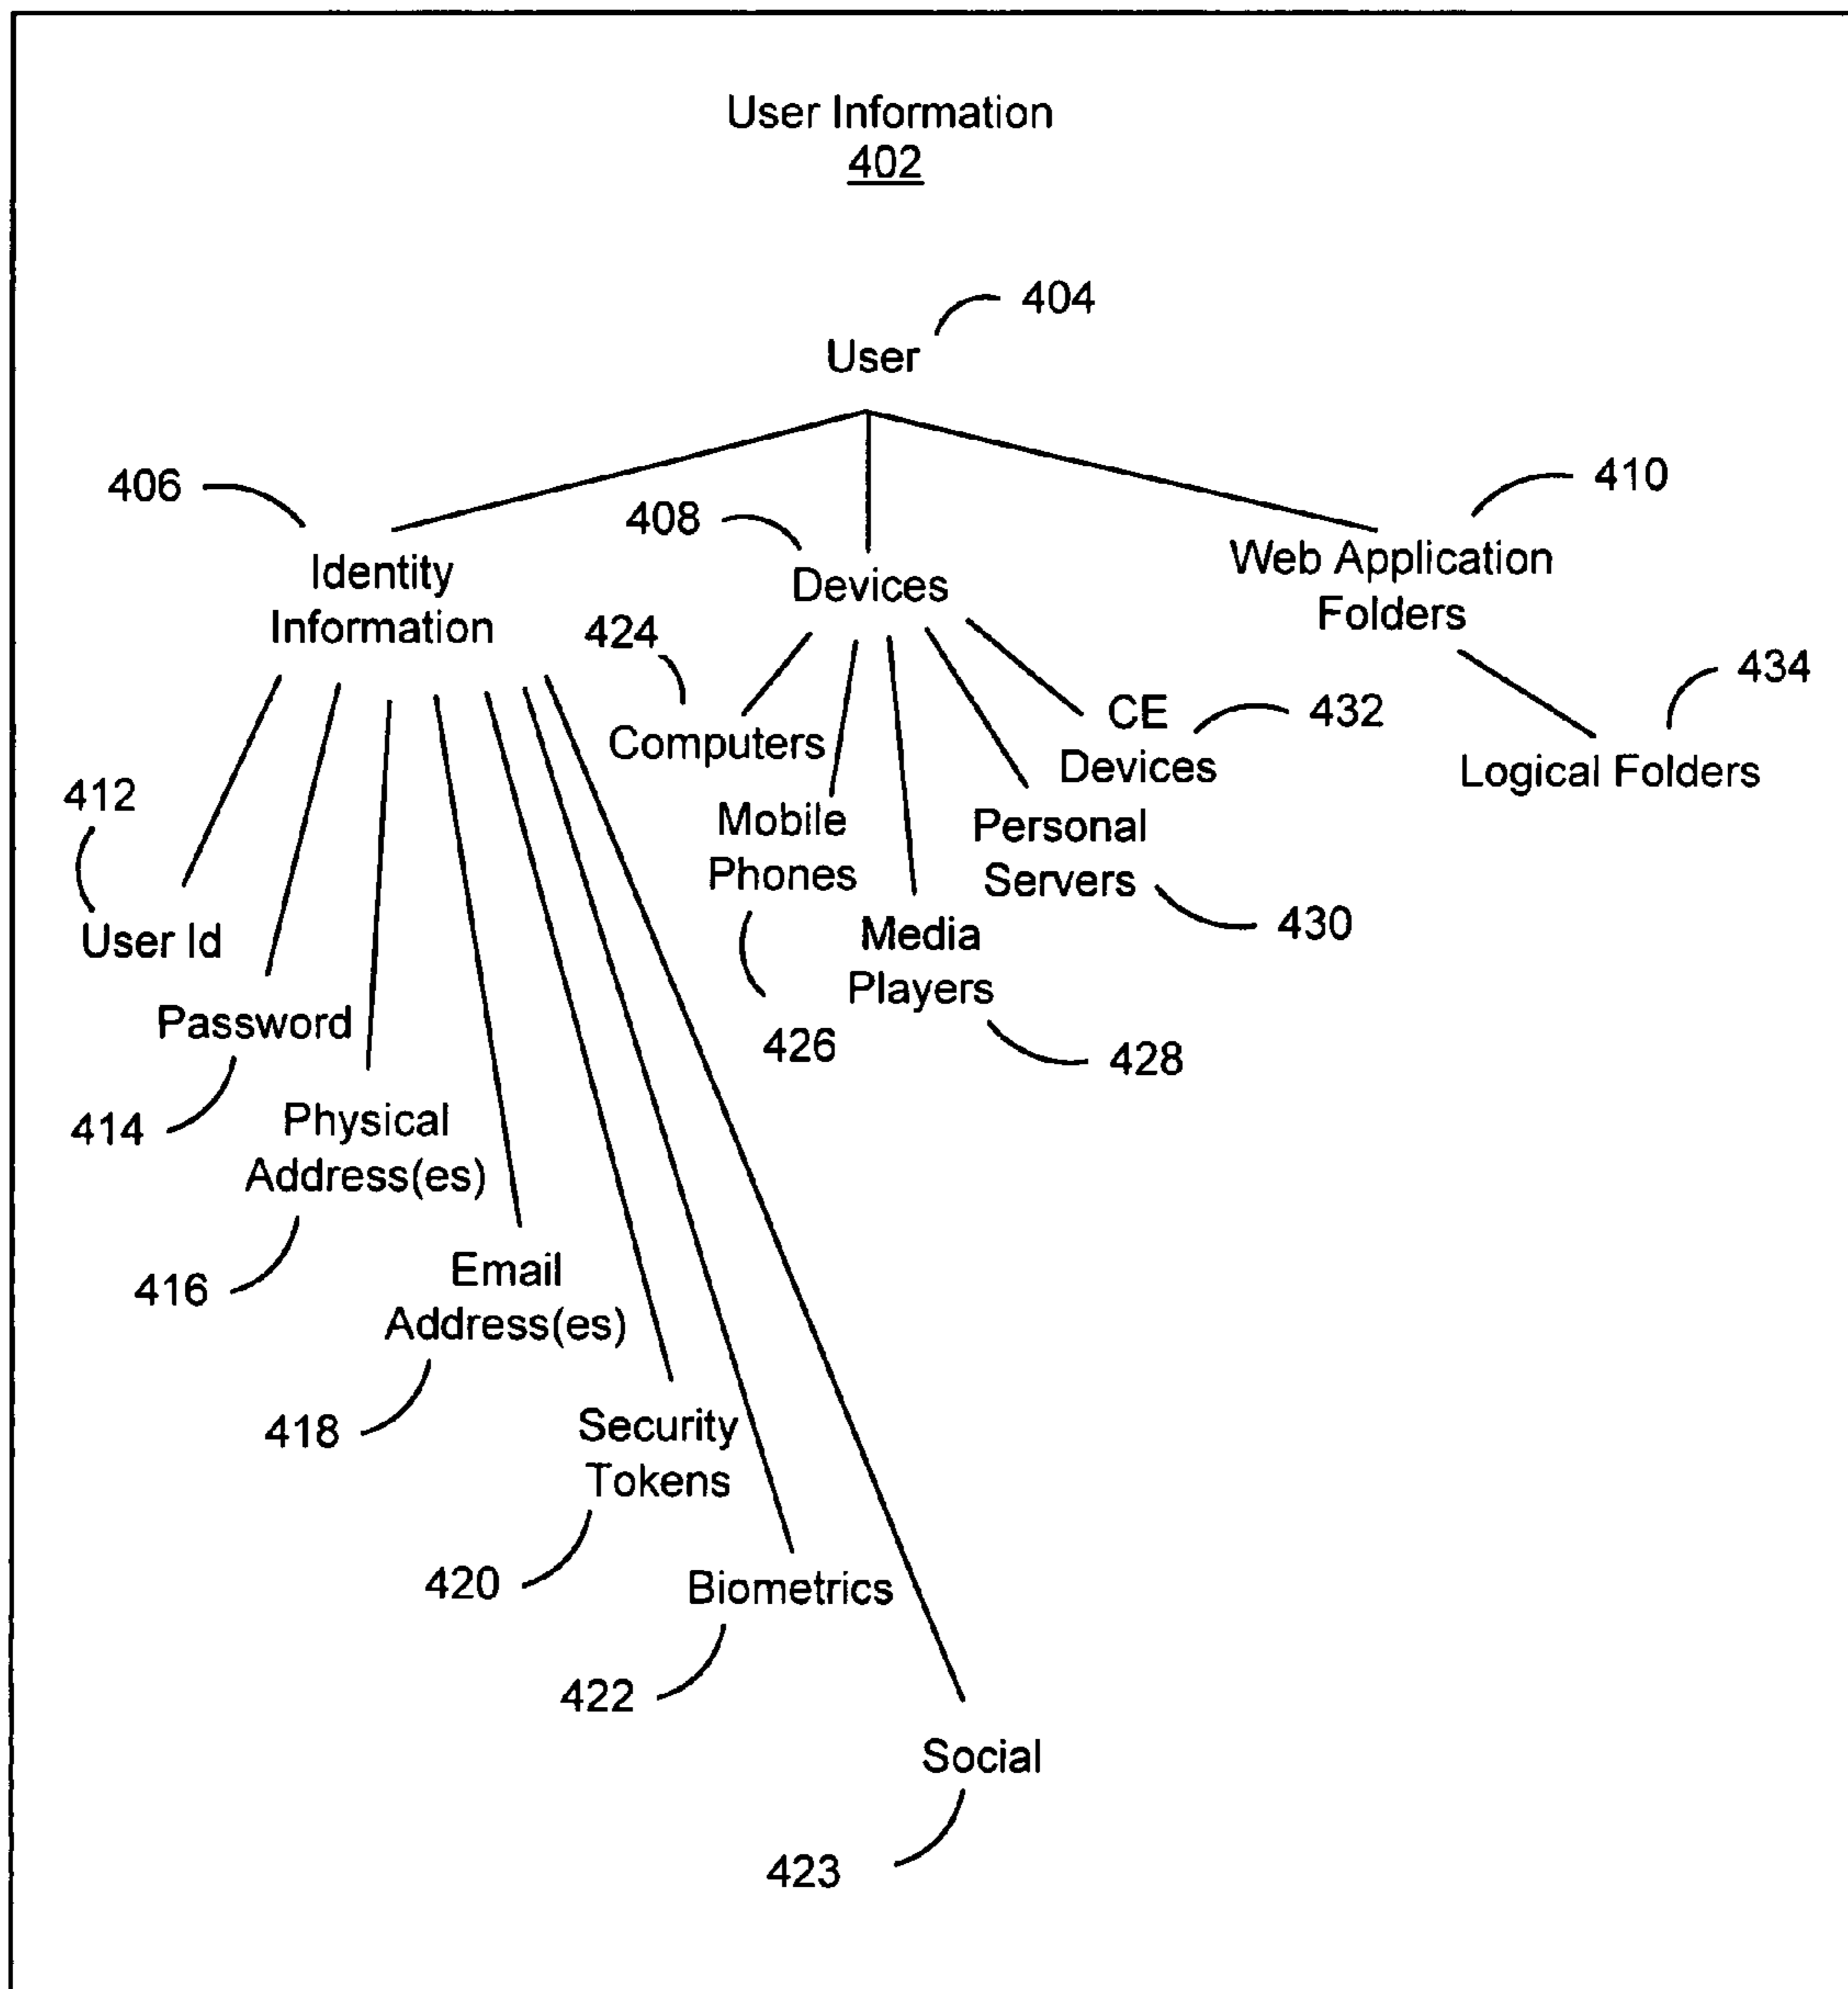 User Information
402
404
User
406
408
410
Identity
Information
Devices
Web Application
Folders
424
Computers
CE
Devices
432
434
Logical Folders
412
User Id
Mobile
Phones
Personal
Servers
430
Media
Players
426
428
Password
414
Physical
Address(es)
416
Email
Address(es)
418
Security
Tokens
420
Biometrics
422
Social
423